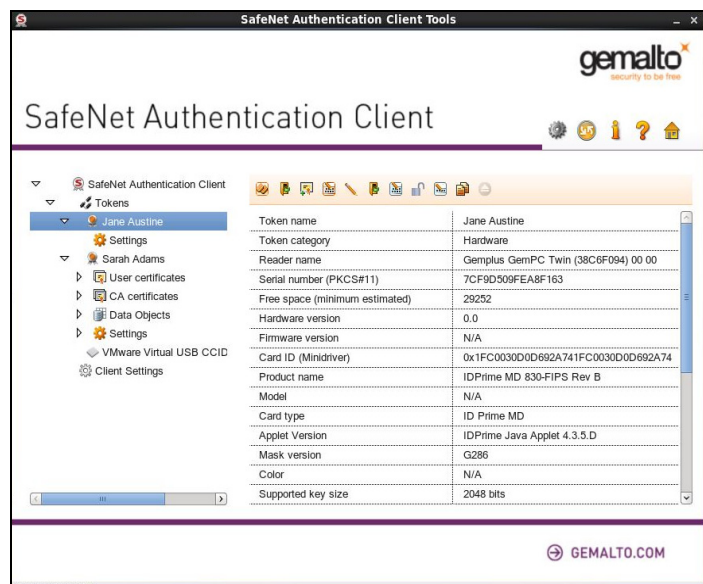 SafeNet Authentication Client Tools
gemalto
security to be free
SafeNet Authentication Client
SafeNet Authentication Client
Tokens
Jane Austine
Settings
Sarah Adams
User certificates
CA certificates
Data Objects
Settings
VMware Virtual USB CCID
Client Settings
Token name Jane Austine
Token category Hardware
Reader name Gemplus GemPC Twin (38C6F094) 00 00
Serial number (PKCS#11) 7CF9D509FEA8F163
Free space (minimum estimated) 29252
Hardware version 0.0
Firmware version N/A
Card ID (Minidriver) 0x1FC0030D0D692A741FC0030D0D692A74
Product name IDPrime MD 830-FIPS Rev B
Model N/A
Card type ID Prime MD
Applet Version IDPrime Java Applet 4.3.5.D
Mask version G286
Color N/A
Supported key size 2048 bits
GEMALTO.COM